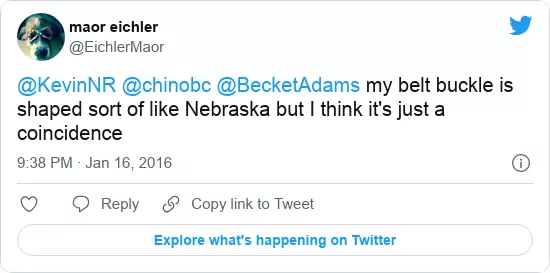 maor eichler
@EichlerMaor
@KevinNR @chinobc @BecketAdams my belt buckle is
shaped sort of like Nebraska but I think it's just a
coincidence
9:38 PM · Jan 16, 2016
Reply
Copy link to Tweet
Explore what's happening on Twitter